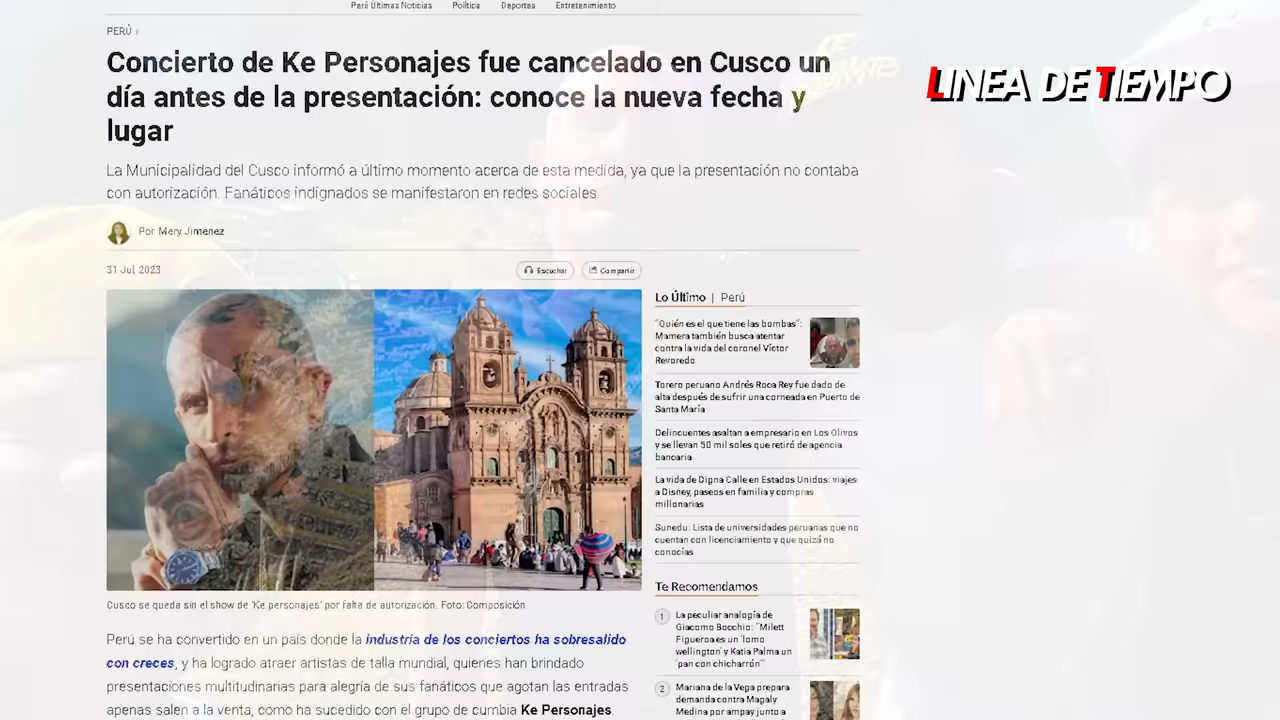 Perú Últimas Noticias Política Deportes Entretenimiento
PERÚ ›
Concierto de Ke Personajes fue cancelado en Cusco un
día antes de la presentación: conoce la nueva fecha y
lugar
LINEA DE TIEMPO
La Municipalidad del Cusco informó a último momento acerca de esta medida, ya que la presentación no contaba
con autorización. Fanáticos indignados se manifestaron en redes sociales.
Por Mery Jimenez
31 Jul, 2023
Escuchar
Compartir
Cusco se queda sin el show de 'Ke personajes' por falta de autorización. Foto: Composición
Perú se ha convertido en un país donde la industria de los conciertos ha sobresalido
con creces, y ha logrado atraer artistas de talla mundial, quienes han brindado
presentaciones multitudinarias para alegría de sus fanáticos que agotan las entradas
apenas salen a la venta, como ha sucedido con el grupo de cumbia Ke Personajes.
Lo Último | Perú
"Quién es el que tiene las bombas":
Mamera también busca atentar
contra la vida del coronel Víctor
Revoredo
Torero peruano Andrés Roca Rey fue dado de
alta después de sufrir una corneada en Puerto de
Santa María
Delincuentes asaltan a empresario en Los Olivos
y se llevan 50 mil soles que retiró de agencia
bancaria
La vida de Digna Calle en Estados Unidos: viajes
a Disney, paseos en familia y compras
millonarias
Sunedu: Lista de universidades peruanas que no
cuentan con licenciamiento y que quizá no
conocías
Te Recomendamos
1 La peculiar analogía de
Giacomo Bocchio: "Milett
Figueroa es un 'lomo
wellington' y Katia Palma un
'pan con chicharrón'"
2 Mariana de la Vega prepara
demanda contra Magaly
Medina por ampay junto a